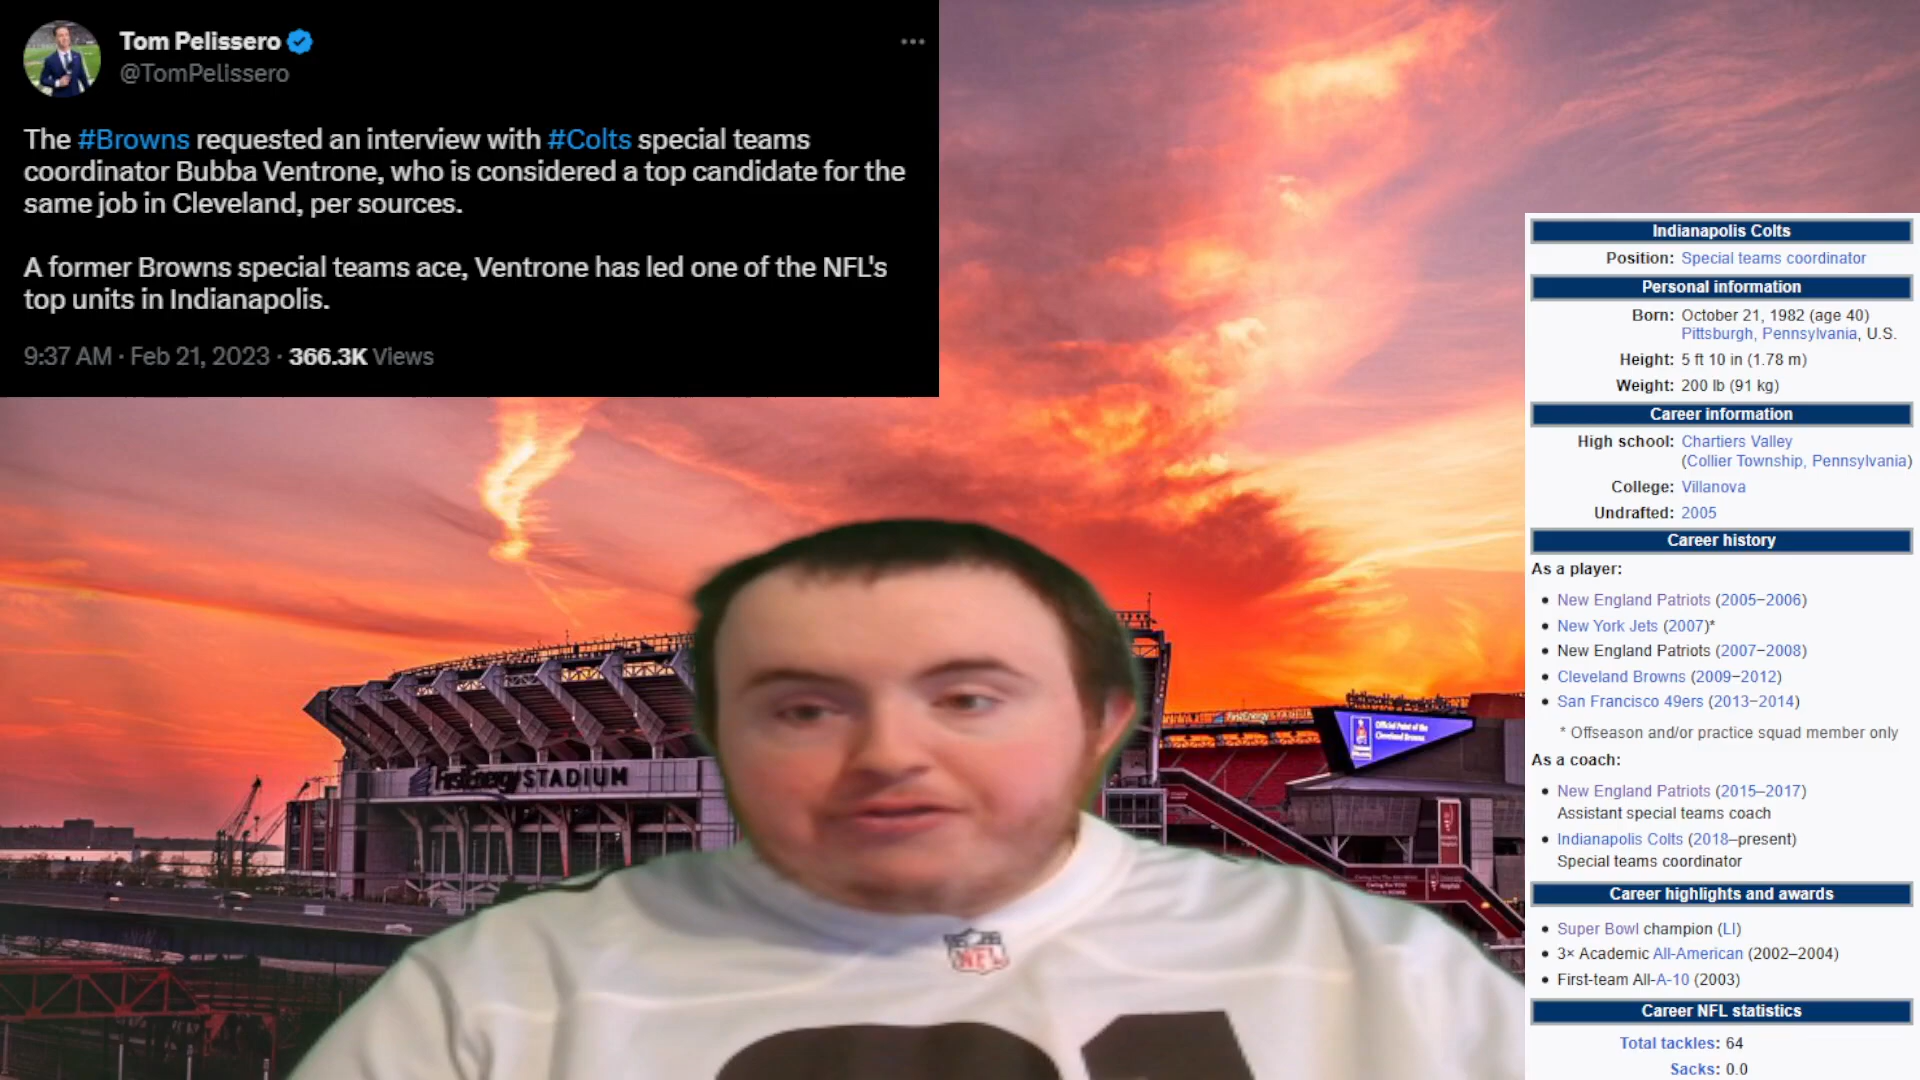 Tom Pelissero
@TomPelissero
The #Browns requested an interview with #Colts special teams
coordinator Bubba Ventrone, who is considered a top candidate for the
same job in Cleveland, per sources.
A former Browns special teams ace, Ventrone has led one of the NFL's
top units in Indianapolis.
9:37 AM · Feb 21, 2023 · 366.3K Views
Indianapolis Colts
Position: Special teams coordinator
Personal information
Born: October 21, 1982 (age 40)
Pittsburgh, Pennsylvania, U.S.
Height: 5 ft 10 in (1.78 m)
Weight: 200 lb (91 kg)
Career information
High school: Chartiers Valley
(Collier Township, Pennsylvania)
College: Villanova
Undrafted: 2005
Career history
As a player:
• New England Patriots (2005–2006)
• New York Jets (2007)*
• New England Patriots (2007–2008)
• Cleveland Browns (2009–2012)
• San Francisco 49ers (2013–2014)
* Offseason and/or practice squad member only
As a coach:
• New England Patriots (2015–2017)
Assistant special teams coach
• Indianapolis Colts (2018–present)
Special teams coordinator
Career highlights and awards
• Super Bowl champion (LI)
• 3× Academic All-American (2002–2004)
• First-team All-A-10 (2003)
Career NFL statistics
Total tackles: 64
Sacks: 0.0
FirstEnergy STADIUM
FirstEnergy
Official Paint of the
Cleveland Browns
NFL